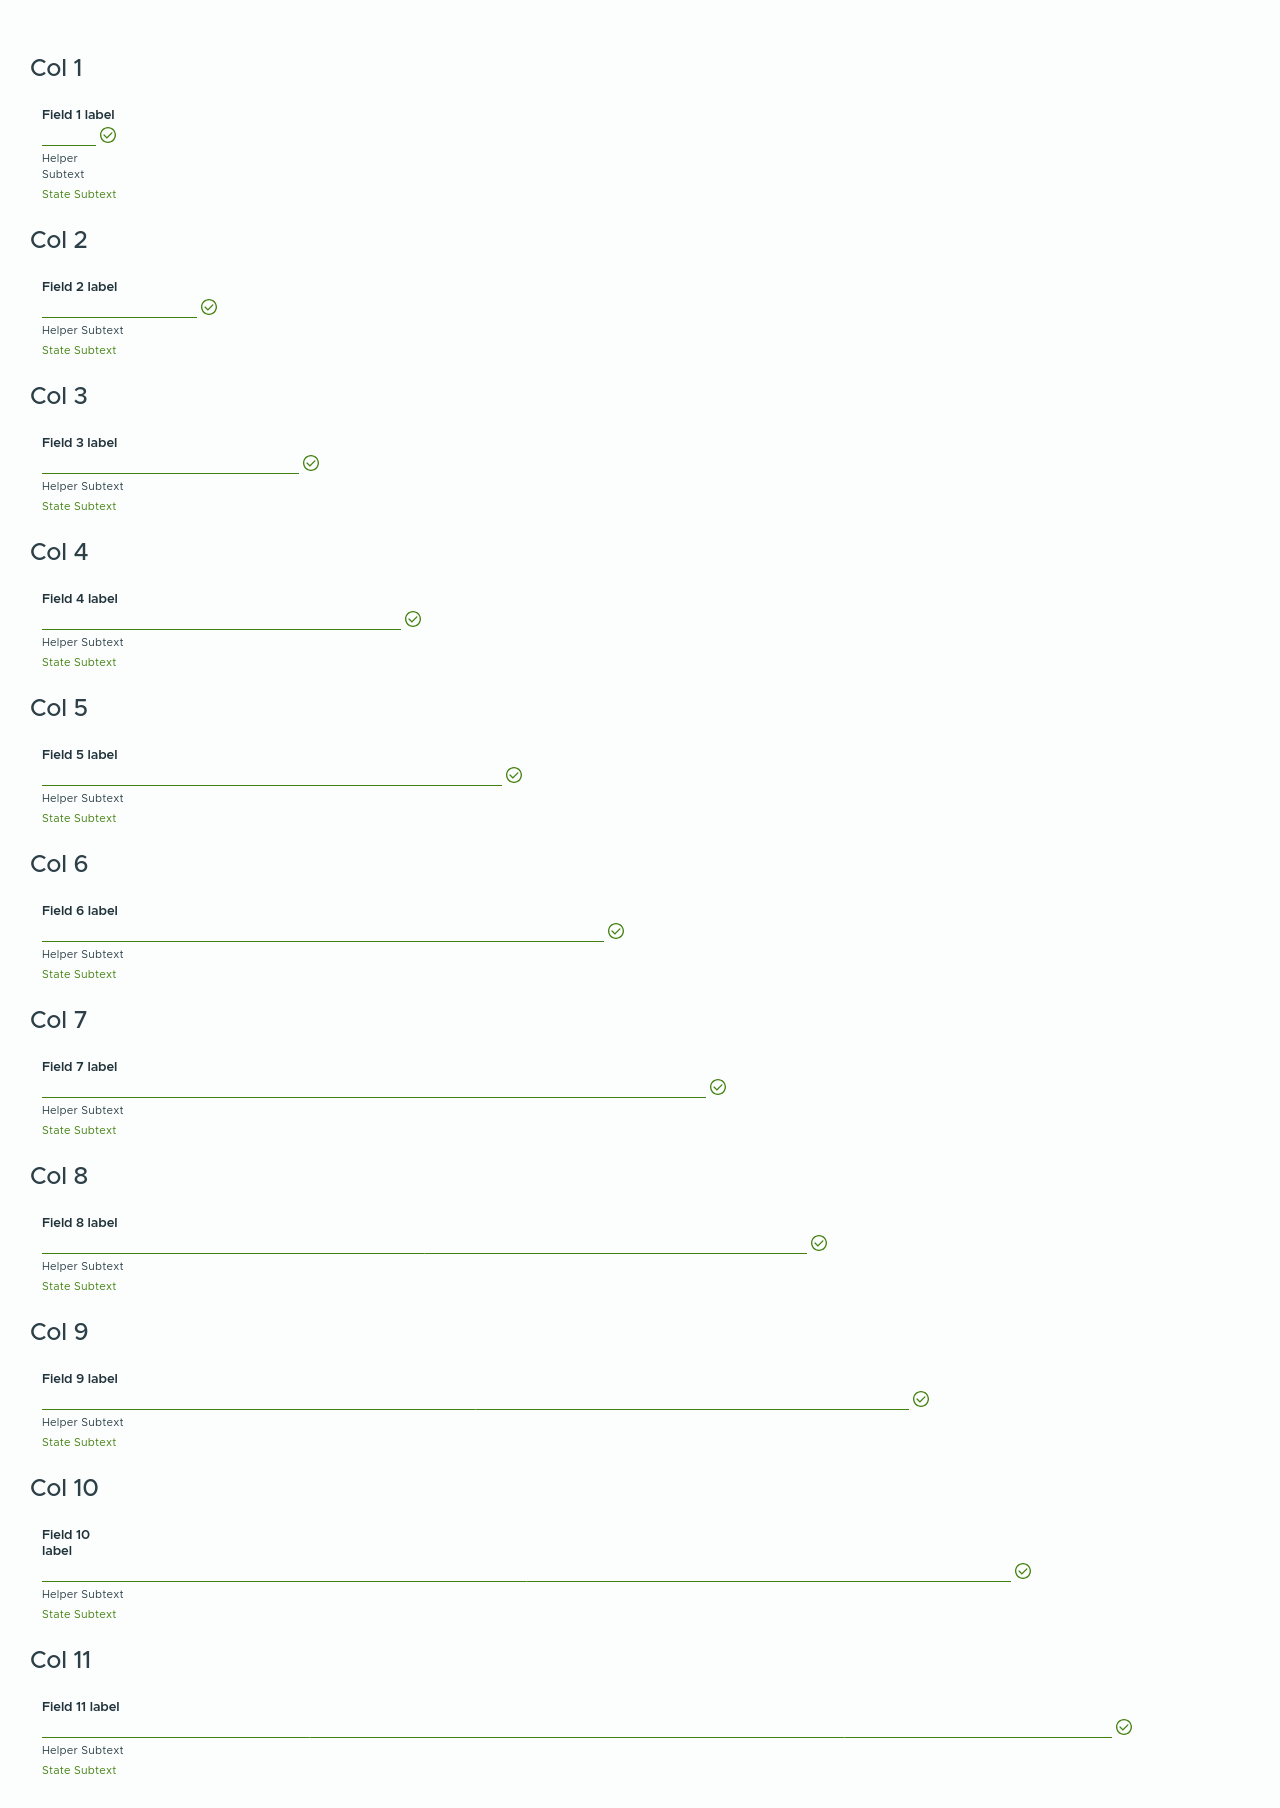 Col 1
Field 1 label
Helper
Subtext
State Subtext
Col 2
Field 2 label
Helper Subtext
State Subtext
Col 3
Field 3 label
Helper Subtext
State Subtext
Col 4
Field 4 label
Helper Subtext
State Subtext
Col 5
Field 5 label
Helper Subtext
State Subtext
Col 6
Field 6 label
Helper Subtext
State Subtext
Col 7
Field 7 label
Helper Subtext
State Subtext
Col 8
Field 8 label
Helper Subtext
State Subtext
Col 9
Field 9 label
Helper Subtext
State Subtext
Col 10
Field 10
label
Helper Subtext
State Subtext
Col 11
Field 11 label
Helper Subtext
State Subtext